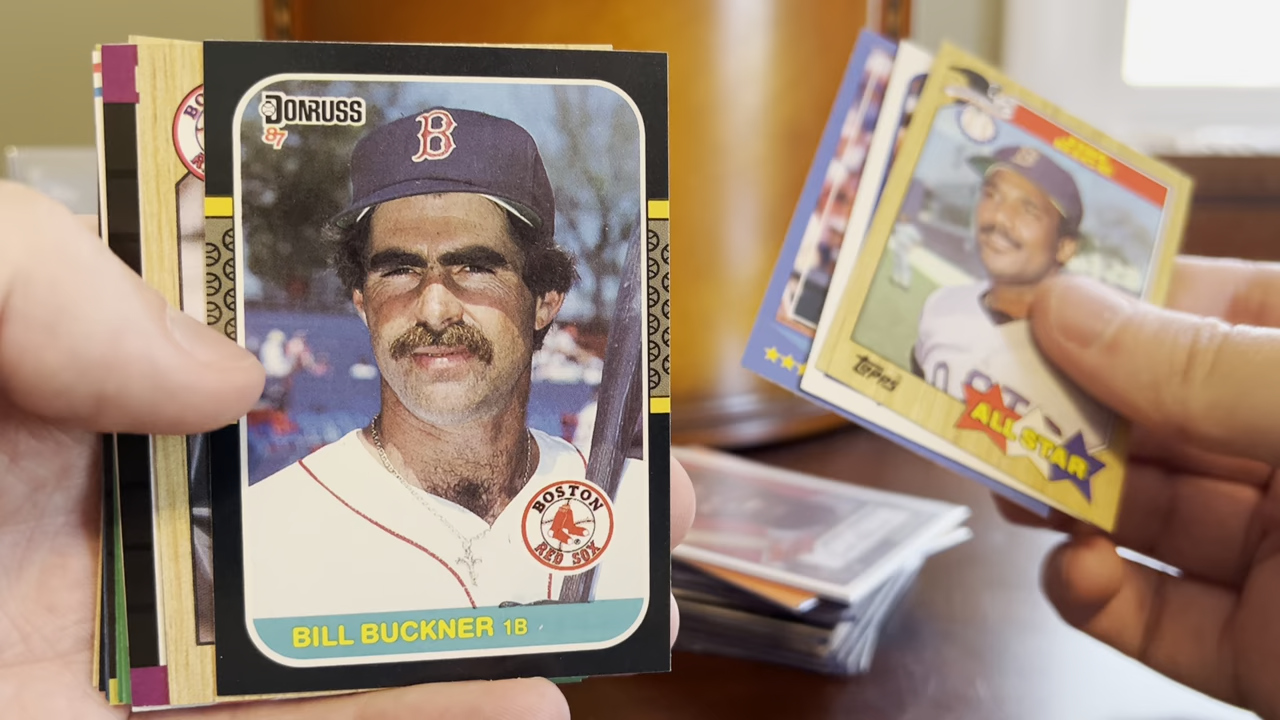 DONRUSS
87
B
BOSTON
RED SOX
BILL BUCKNER 1B
B
Topps
ALL STAR